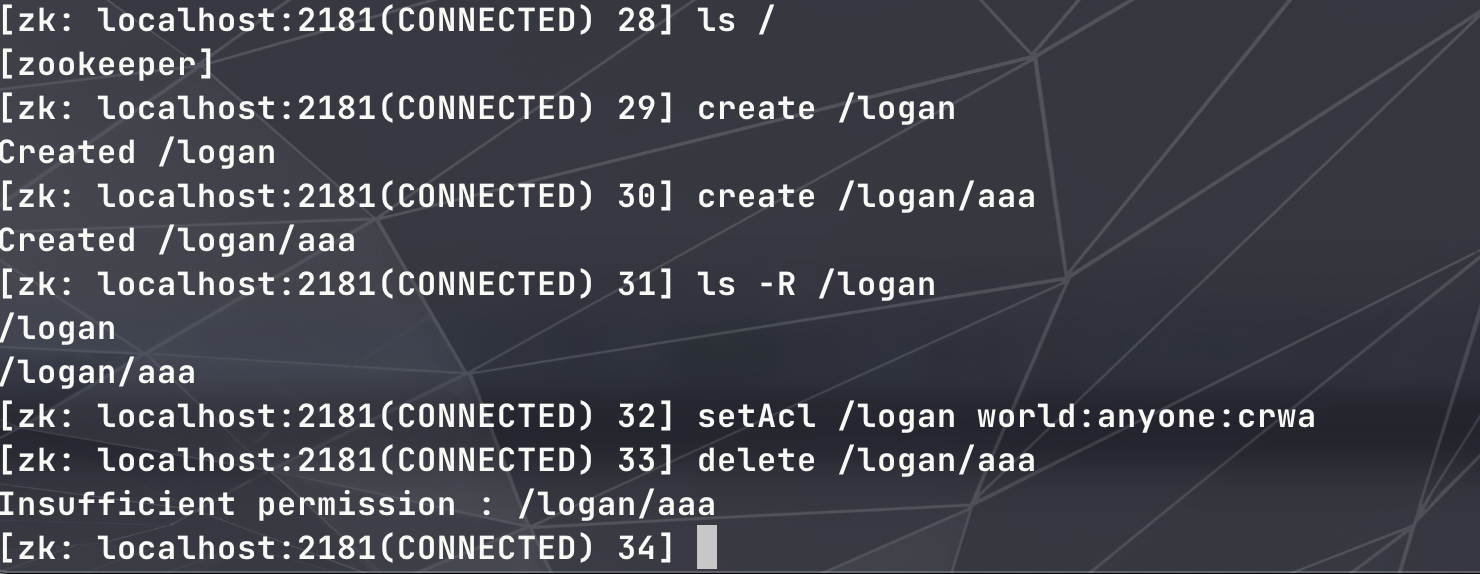 [zk: localhost:2181(CONNECTED) 28] ls /
[zookeeper]
[zk: localhost:2181(CONNECTED) 29] create /logan
Created /logan
[zk: localhost:2181(CONNECTED) 30] create /logan/aaa
Created /logan/aaa
[zk: localhost:2181(CONNECTED) 31] ls -R /logan
/logan
/logan/aaa
[zk: localhost:2181(CONNECTED) 32] setAcl /logan world:anyone:crwa
[zk: localhost:2181(CONNECTED) 33] delete /logan/aaa
Insufficient permission : /logan/aaa
[zk: localhost:2181(CONNECTED) 34]